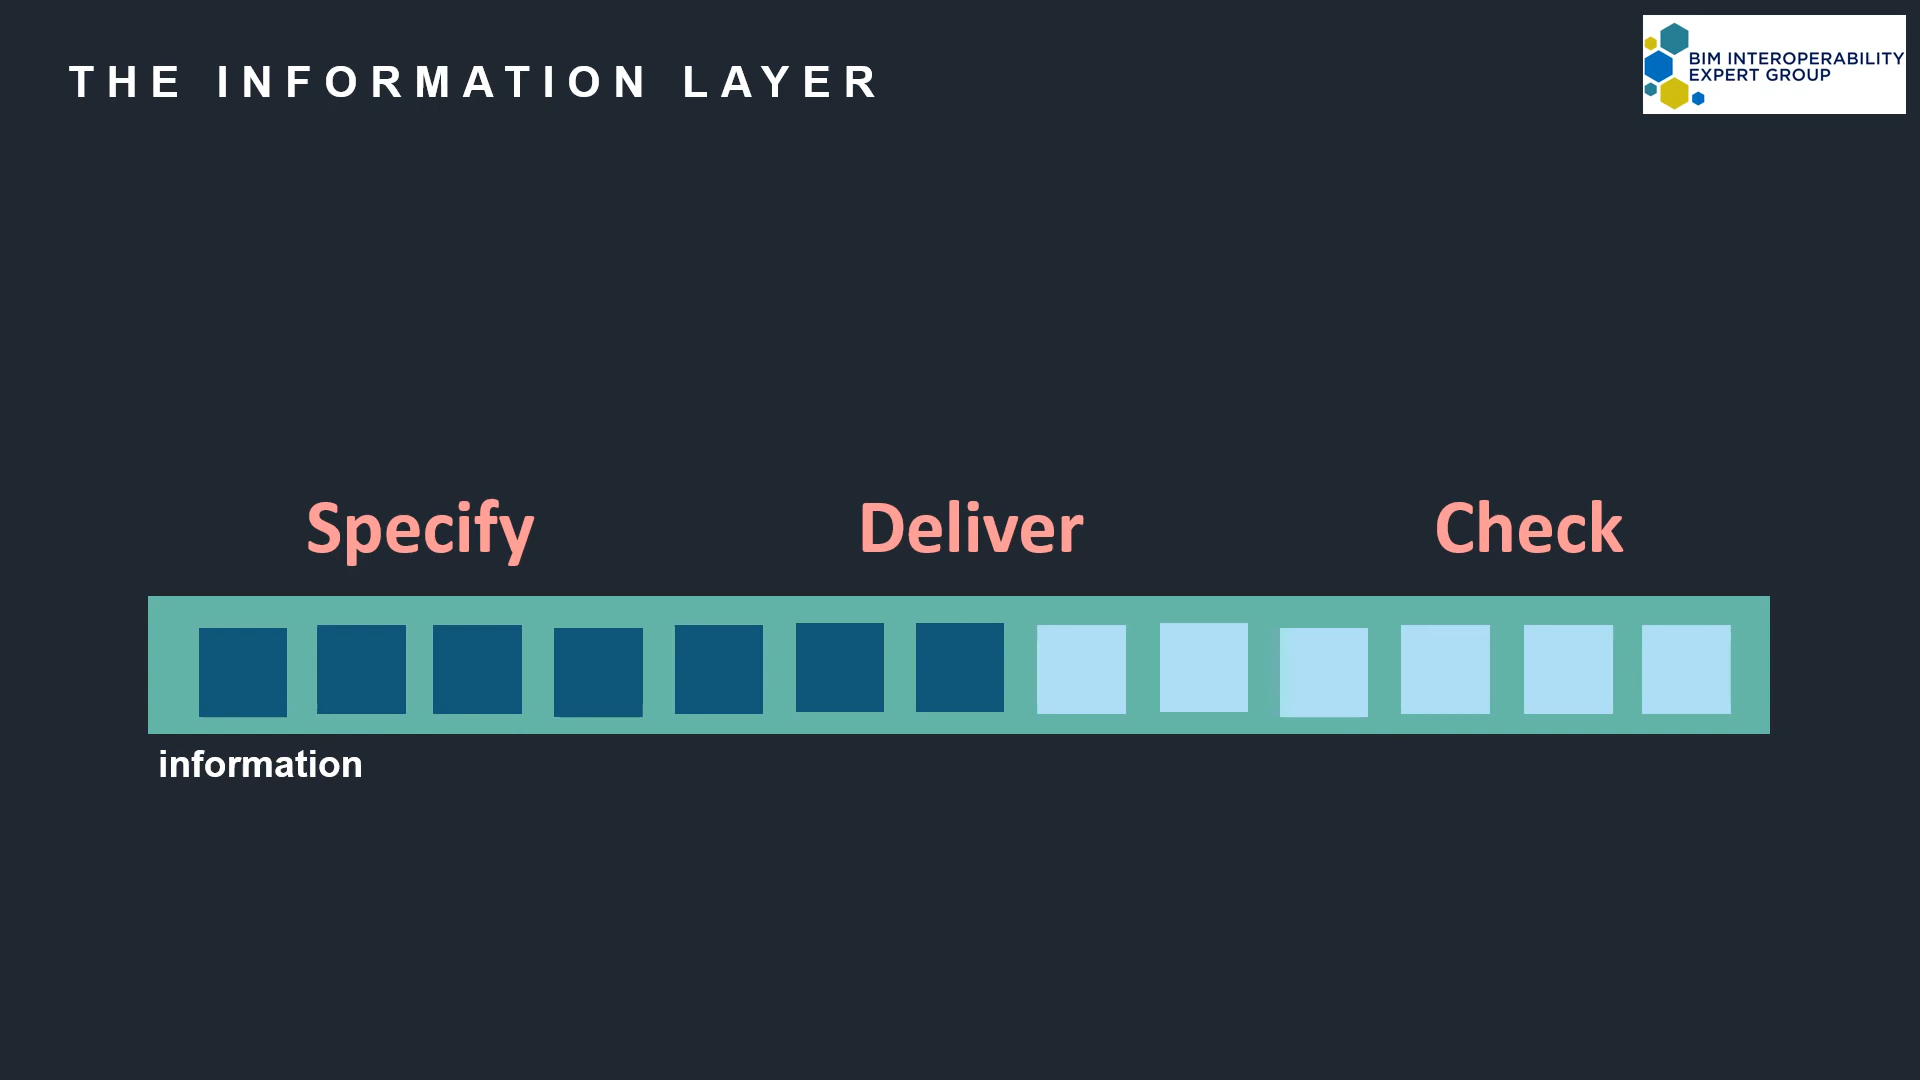 THE INFORMATION LAYER
BIM INTEROPERABILITY
EXPERT GROUP
Specify Deliver Check
information